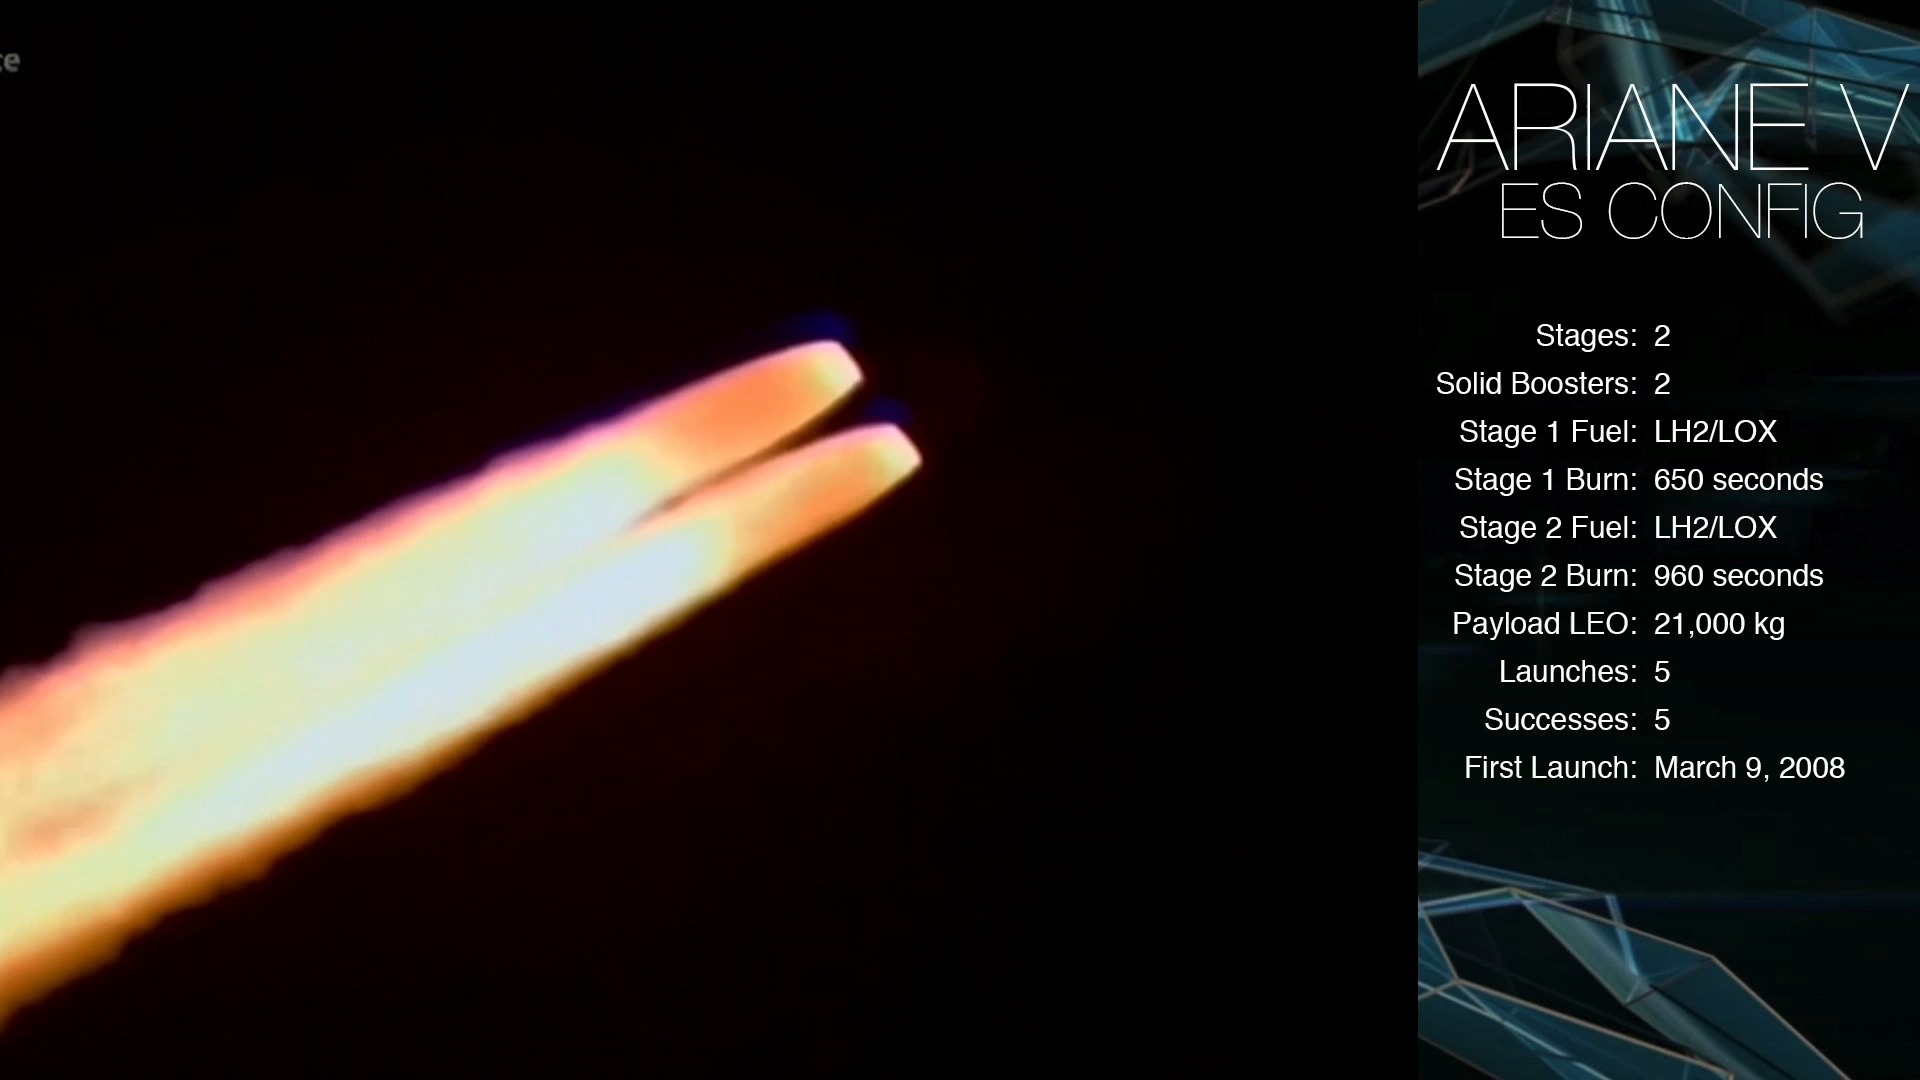 ARIANE V
ES CONFIG
Stages: 2
Solid Boosters: 2
Stage 1 Fuel: LH2/LOX
Stage 1 Burn: 650 seconds
Stage 2 Fuel: LH2/LOX
Stage 2 Burn: 960 seconds
Payload LEO: 21,000 kg
Launches: 5
Successes: 5
First Launch: March 9, 2008